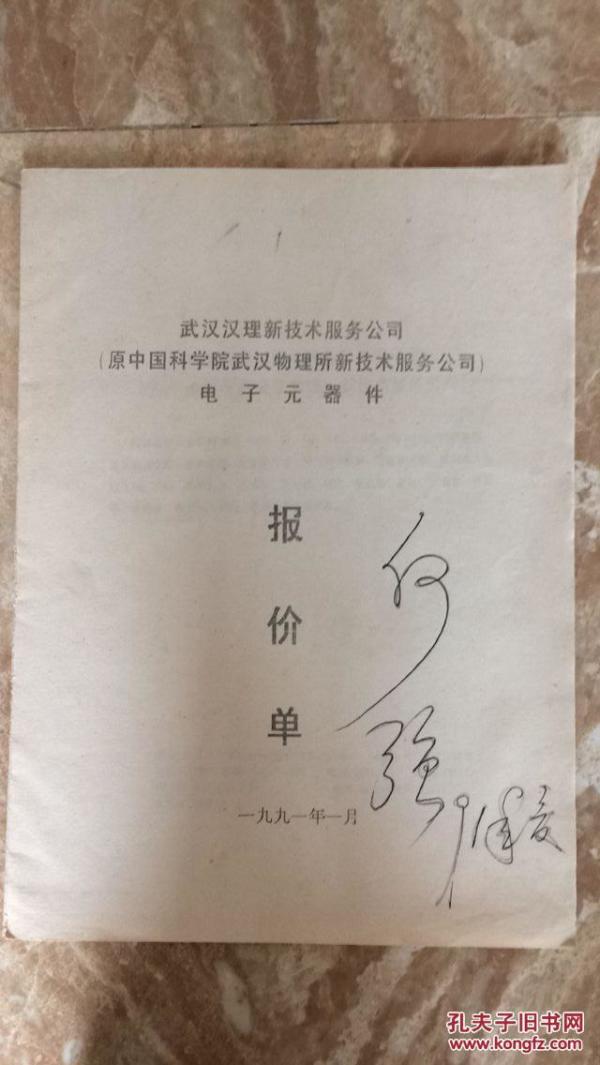 武汉汉理新技术服务公司
(原中国科学院武汉物理所新技术服务公司)
电子元器件
报
价
单
一九九一年一月
何
强
孔夫子旧书网
www.kongfz.com